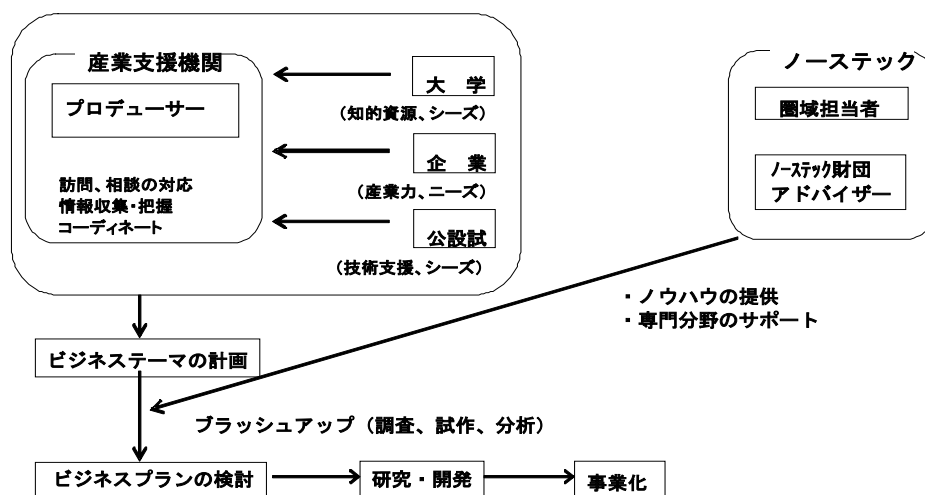 産業支援機関
プロデューサー
訪問、相談の対応
情報収集・把握
コーディネート
大　学
（知的資源、シーズ）
企　業
（産業力、ニーズ）
公設試
（技術支援、シーズ）
ノーステック
圏域担当者
ノーステック財団
アドバイザー
・ノウハウの提供
・専門分野のサポート
ビジネステーマの計画
ブラッシュアップ（調査、試作、分析）
ビジネスプランの検討
研究・開発
事業化